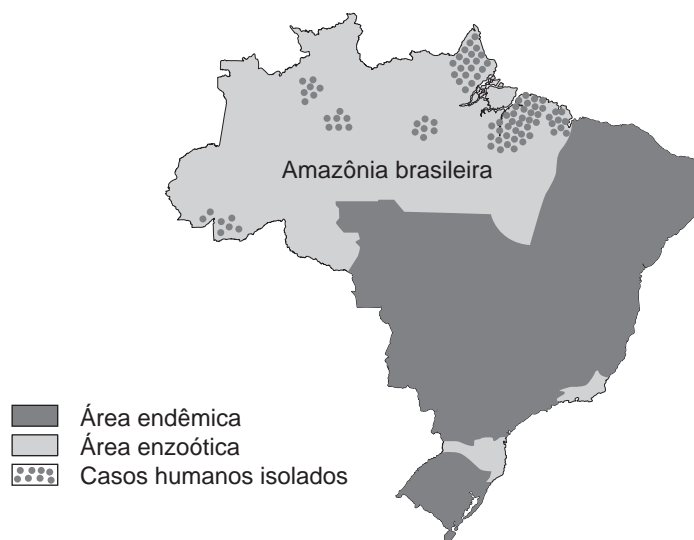 Amazônia brasileira
Área endêmica
Área enzoótica
Casos humanos isolados